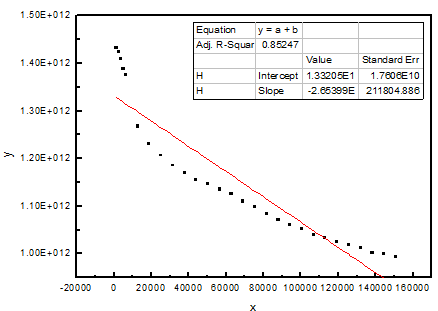 1.50E+012
Equation y = a + b
Adj. R-Squar 0.85247
Value Standard Err
H Intercept 1.33205E1 1.7606E10
H Slope -2.65399E 211804.886
1.40E+012
1.30E+012
1.20E+012
1.10E+012
1.00E+012
y
-20000 0 20000 40000 60000 80000 100000 120000 140000 160000
x